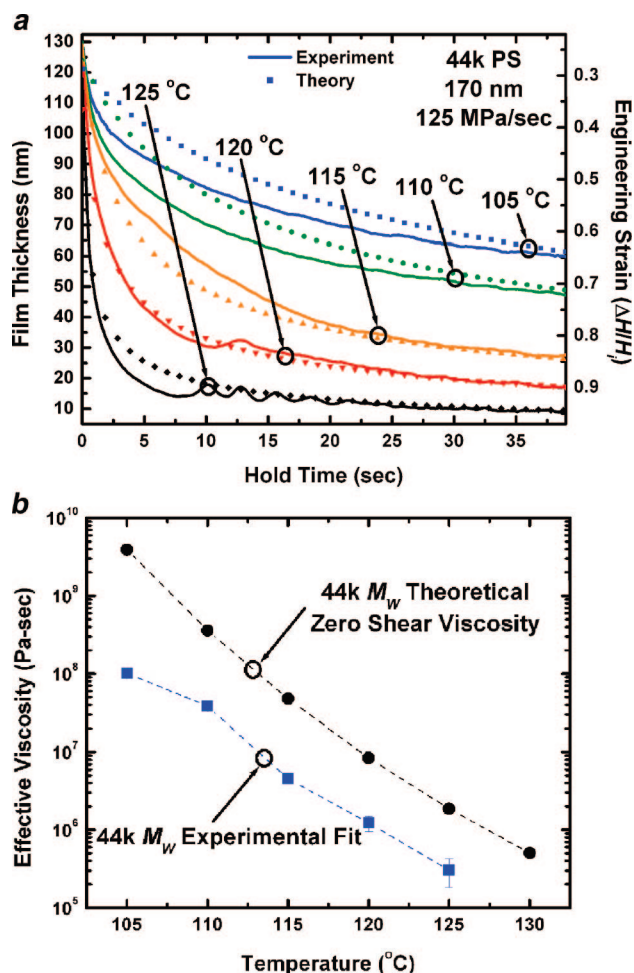 a
130
120
110
100
90
80
70
60
50
40
30
20
10
Film Thickness (nm)
Experiment
Theory
44k PS
170 nm
125 MPa/sec
125 °C
120 °C
115 °C
110 °C
105 °C
0.3
0.4
0.5
0.6
0.7
0.8
0.9
Engineering Strain (ΔH/Hi)
0 5 10 15 20 25 30 35
Hold Time (sec)
b
10^10
10^9
10^8
10^7
10^6
10^5
Effective Viscosity (Pa-sec)
44k MW Theoretical
Zero Shear Viscosity
44k MW Experimental Fit
105 110 115 120 125 130
Temperature (°C)